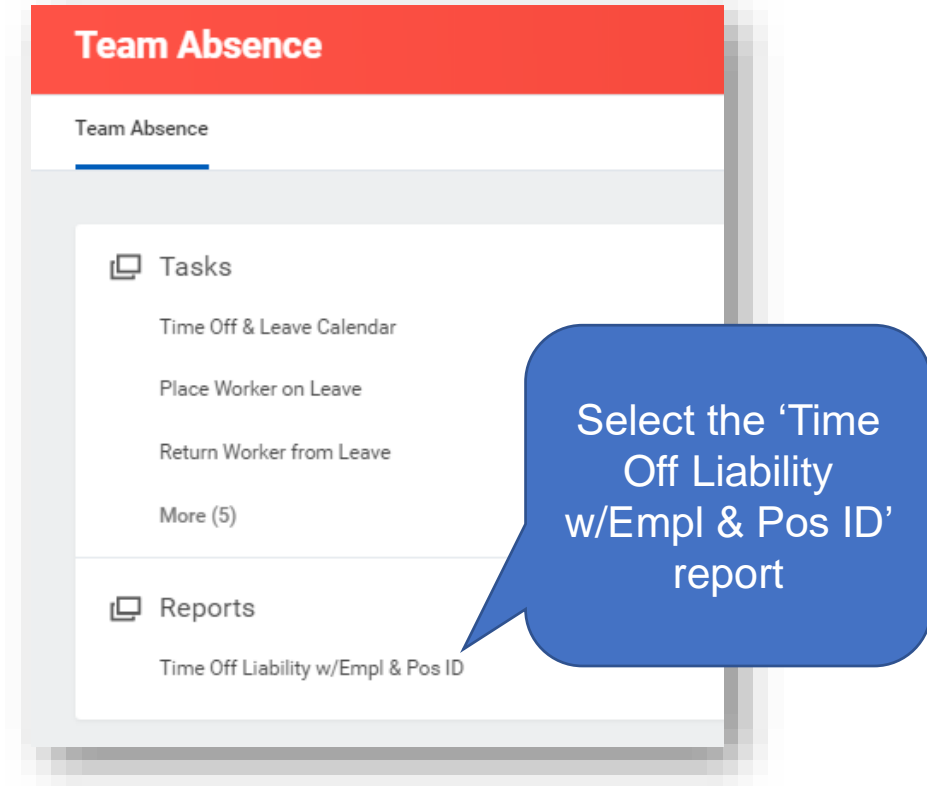 Team Absence
Team Absence
Tasks
Time Off & Leave Calendar
Place Worker on Leave
Return Worker from Leave
More (5)
Reports
Time Off Liability w/Empl & Pos ID
Select the ‘Time
Off Liability
w/Empl & Pos ID’
report